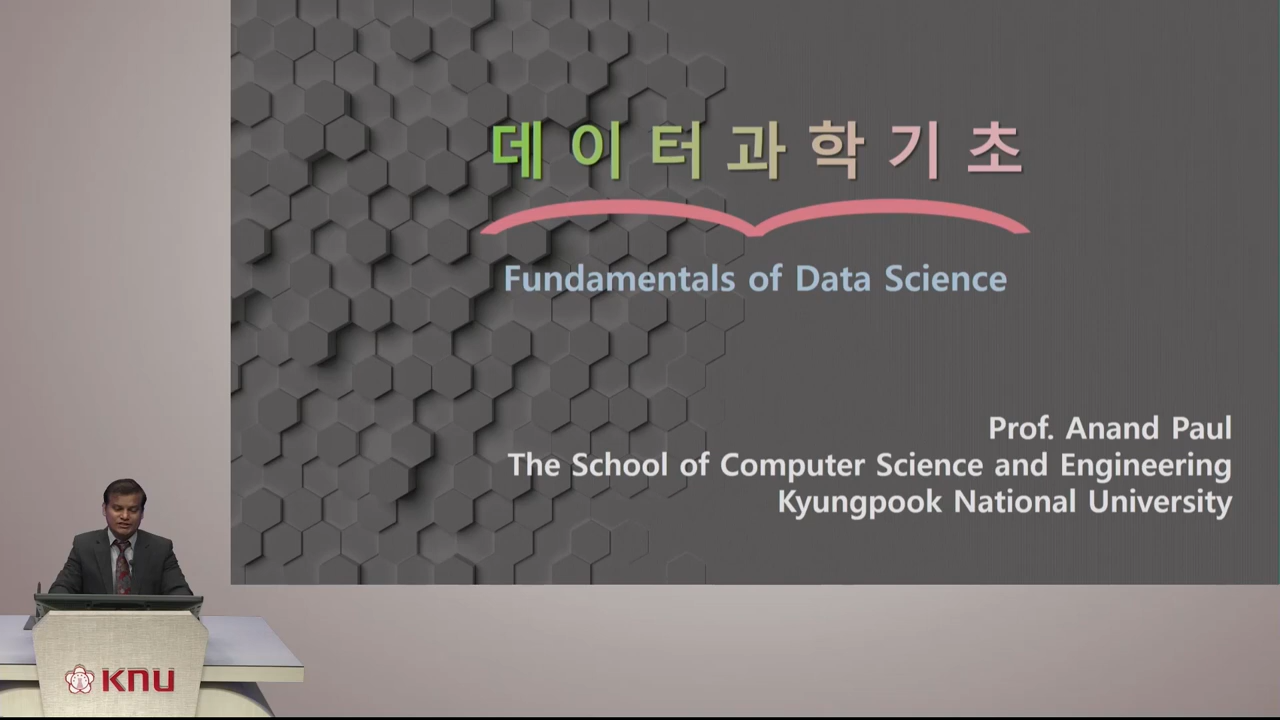 데이터과학기초
Fundamentals of Data Science
Prof. Anand Paul
The School of Computer Science and Engineering
Kyungpook National University
KNU